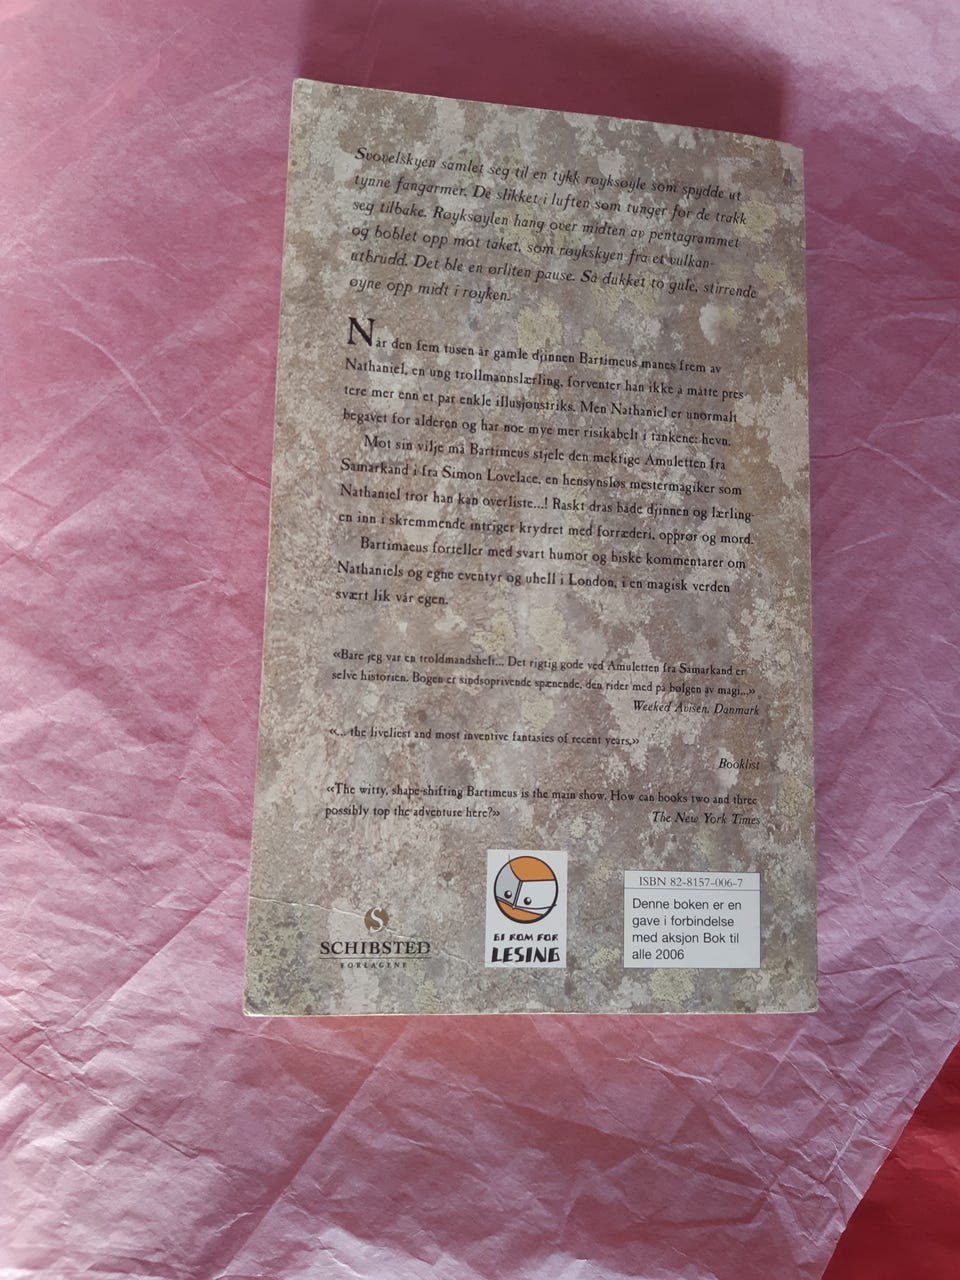 Svovelskyen samlet seg til en tykk røyksøyle som spydde ut
tynne fangarmer. De slikket i luften som tunger før de trakk
seg tilbake. Røyksøylen hang over midten av pentagrammet
og boblet opp mot taket, som røykskyen fra et vulkan-
utbrudd. Det ble en ørliten pause. Så dukket to gule, stirrende
øyne opp midt i røyken.
Når den fem tusen år gamle djinnen Bartimeus manes frem av
Nathaniel, en ung trollmannslærling, forventer han ikke å måtte pres
tere mer enn et par enkle illusjonstriks. Men Nathaniel er unormalt
begavet for alderen og har noe mye mer risikabelt i tankene: hevn.
Mot sin vilje må Bartimeus stjele den mektige Amuletten fra
Samarkand i fra Simon Lovelace, en hensynsløs mestermagiker som
Nathaniel tror han kan overliste...! Raskt dras både djinnen og lærling-
en inn i skremmende intriger krydret med forræderi, opprør og mord.
Bartimaeus forteller med svart humor og biske kommentarer om
Nathaniels og egne eventyr og uhell i London, i en magisk verden
svært lik vår egen.
«Bare jeg var en troldmandsheft... Det rigtig gode ved Amuletten fra Samarkand er
selve historien. Bogen er sindsoprivende spænende, den rider med på bølgen av magi...»
Weeked Avisen, Danmark
«... the liveliest and most inventive fantasies of recent years.»
Booklist
«The witty, shape-shifting Bartimeus is the main show. How can books two and three
possibly top the adventure here?» The New York Times
S
SCHIBSTED
FORLAGENE
GI ROM FOR
LESING
ISBN 82-8157-006-7
Denne boken er en
gave i forbindelse
med aksjon Bok til
alle 2006